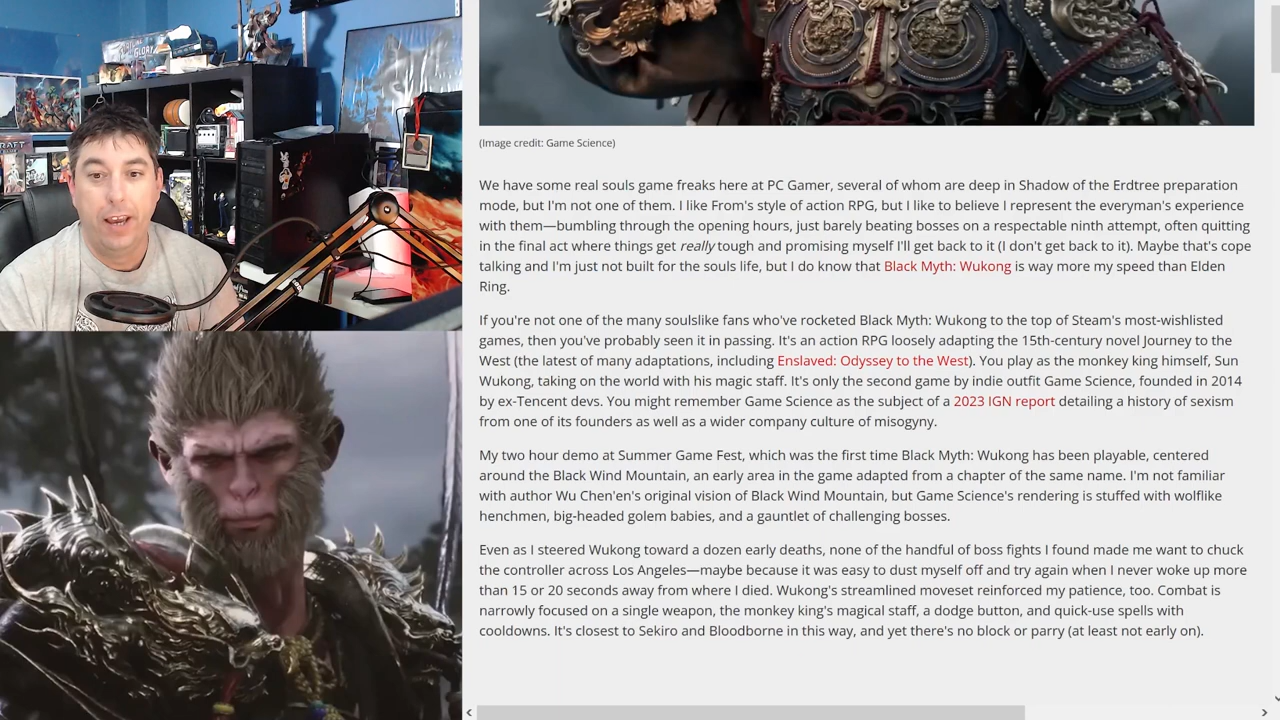 GLORY
RAFT
(Image credit: Game Science)
We have some real souls game freaks here at PC Gamer, several of whom are deep in Shadow of the Erdtree preparation
mode, but I'm not one of them. I like From's style of action RPG, but I like to believe I represent the everyman's experience
with them—bumbling through the opening hours, just barely beating bosses on a respectable ninth attempt, often quitting
in the final act where things get really tough and promising myself I'll get back to it (I don't get back to it). Maybe that's cope
talking and I'm just not built for the souls life, but I do know that Black Myth: Wukong is way more my speed than Elden
Ring.
If you're not one of the many soulslike fans who've rocketed Black Myth: Wukong to the top of Steam's most-wishlisted
games, then you've probably seen it in passing. It's an action RPG loosely adapting the 15th-century novel Journey to the
West (the latest of many adaptations, including Enslaved: Odyssey to the West). You play as the monkey king himself, Sun
Wukong, taking on the world with his magic staff. It's only the second game by indie outfit Game Science, founded in 2014
by ex-Tencent devs. You might remember Game Science as the subject of a 2023 IGN report detailing a history of sexism
from one of its founders as well as a wider company culture of misogyny.
My two hour demo at Summer Game Fest, which was the first time Black Myth: Wukong has been playable, centered
around the Black Wind Mountain, an early area in the game adapted from a chapter of the same name. I'm not familiar
with author Wu Chen'en's original vision of Black Wind Mountain, but Game Science's rendering is stuffed with wolflike
henchmen, big-headed golem babies, and a gauntlet of challenging bosses.
Even as I steered Wukong toward a dozen early deaths, none of the handful of boss fights I found made me want to chuck
the controller across Los Angeles—maybe because it was easy to dust myself off and try again when I never woke up more
than 15 or 20 seconds away from where I died. Wukong's streamlined moveset reinforced my patience, too. Combat is
narrowly focused on a single weapon, the monkey king's magical staff, a dodge button, and quick-use spells with
cooldowns. It's closest to Sekiro and Bloodborne in this way, and yet there's no block or parry (at least not early on).